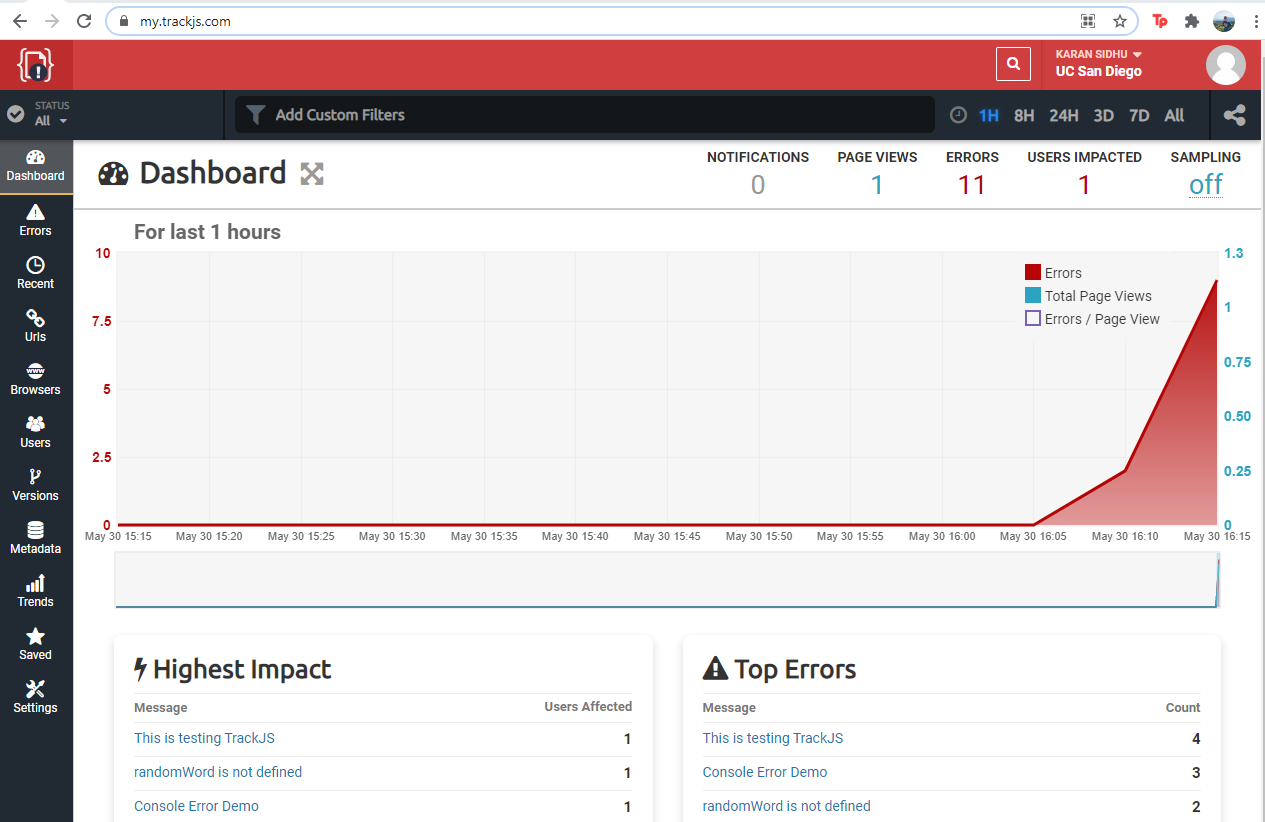 my.trackjs.com
Tp
KARAN SIDHU
UC San Diego
STATUS
All
Add Custom Filters
1H 8H 24H 3D 7D All
Dashboard
Errors
Recent
Urls
www
Browsers
Users
Versions
Metadata
Trends
Saved
Settings
Dashboard
NOTIFICATIONS PAGE VIEWS ERRORS USERS IMPACTED SAMPLING
0 1 11 1 off
For last 1 hours
10
7.5
5
2.5
0
1.3
1
0.75
0.50
0.25
0
Errors
Total Page Views
Errors / Page View
May 30 15:15 May 30 15:20 May 30 15:25 May 30 15:30 May 30 15:35 May 30 15:40 May 30 15:45 May 30 15:50 May 30 15:55 May 30 16:00 May 30 16:05 May 30 16:10 May 30 16:15
Highest Impact
Message Users Affected
This is testing TrackJS 1
randomWord is not defined 1
Console Error Demo 1
Top Errors
Message Count
This is testing TrackJS 4
Console Error Demo 3
randomWord is not defined 2